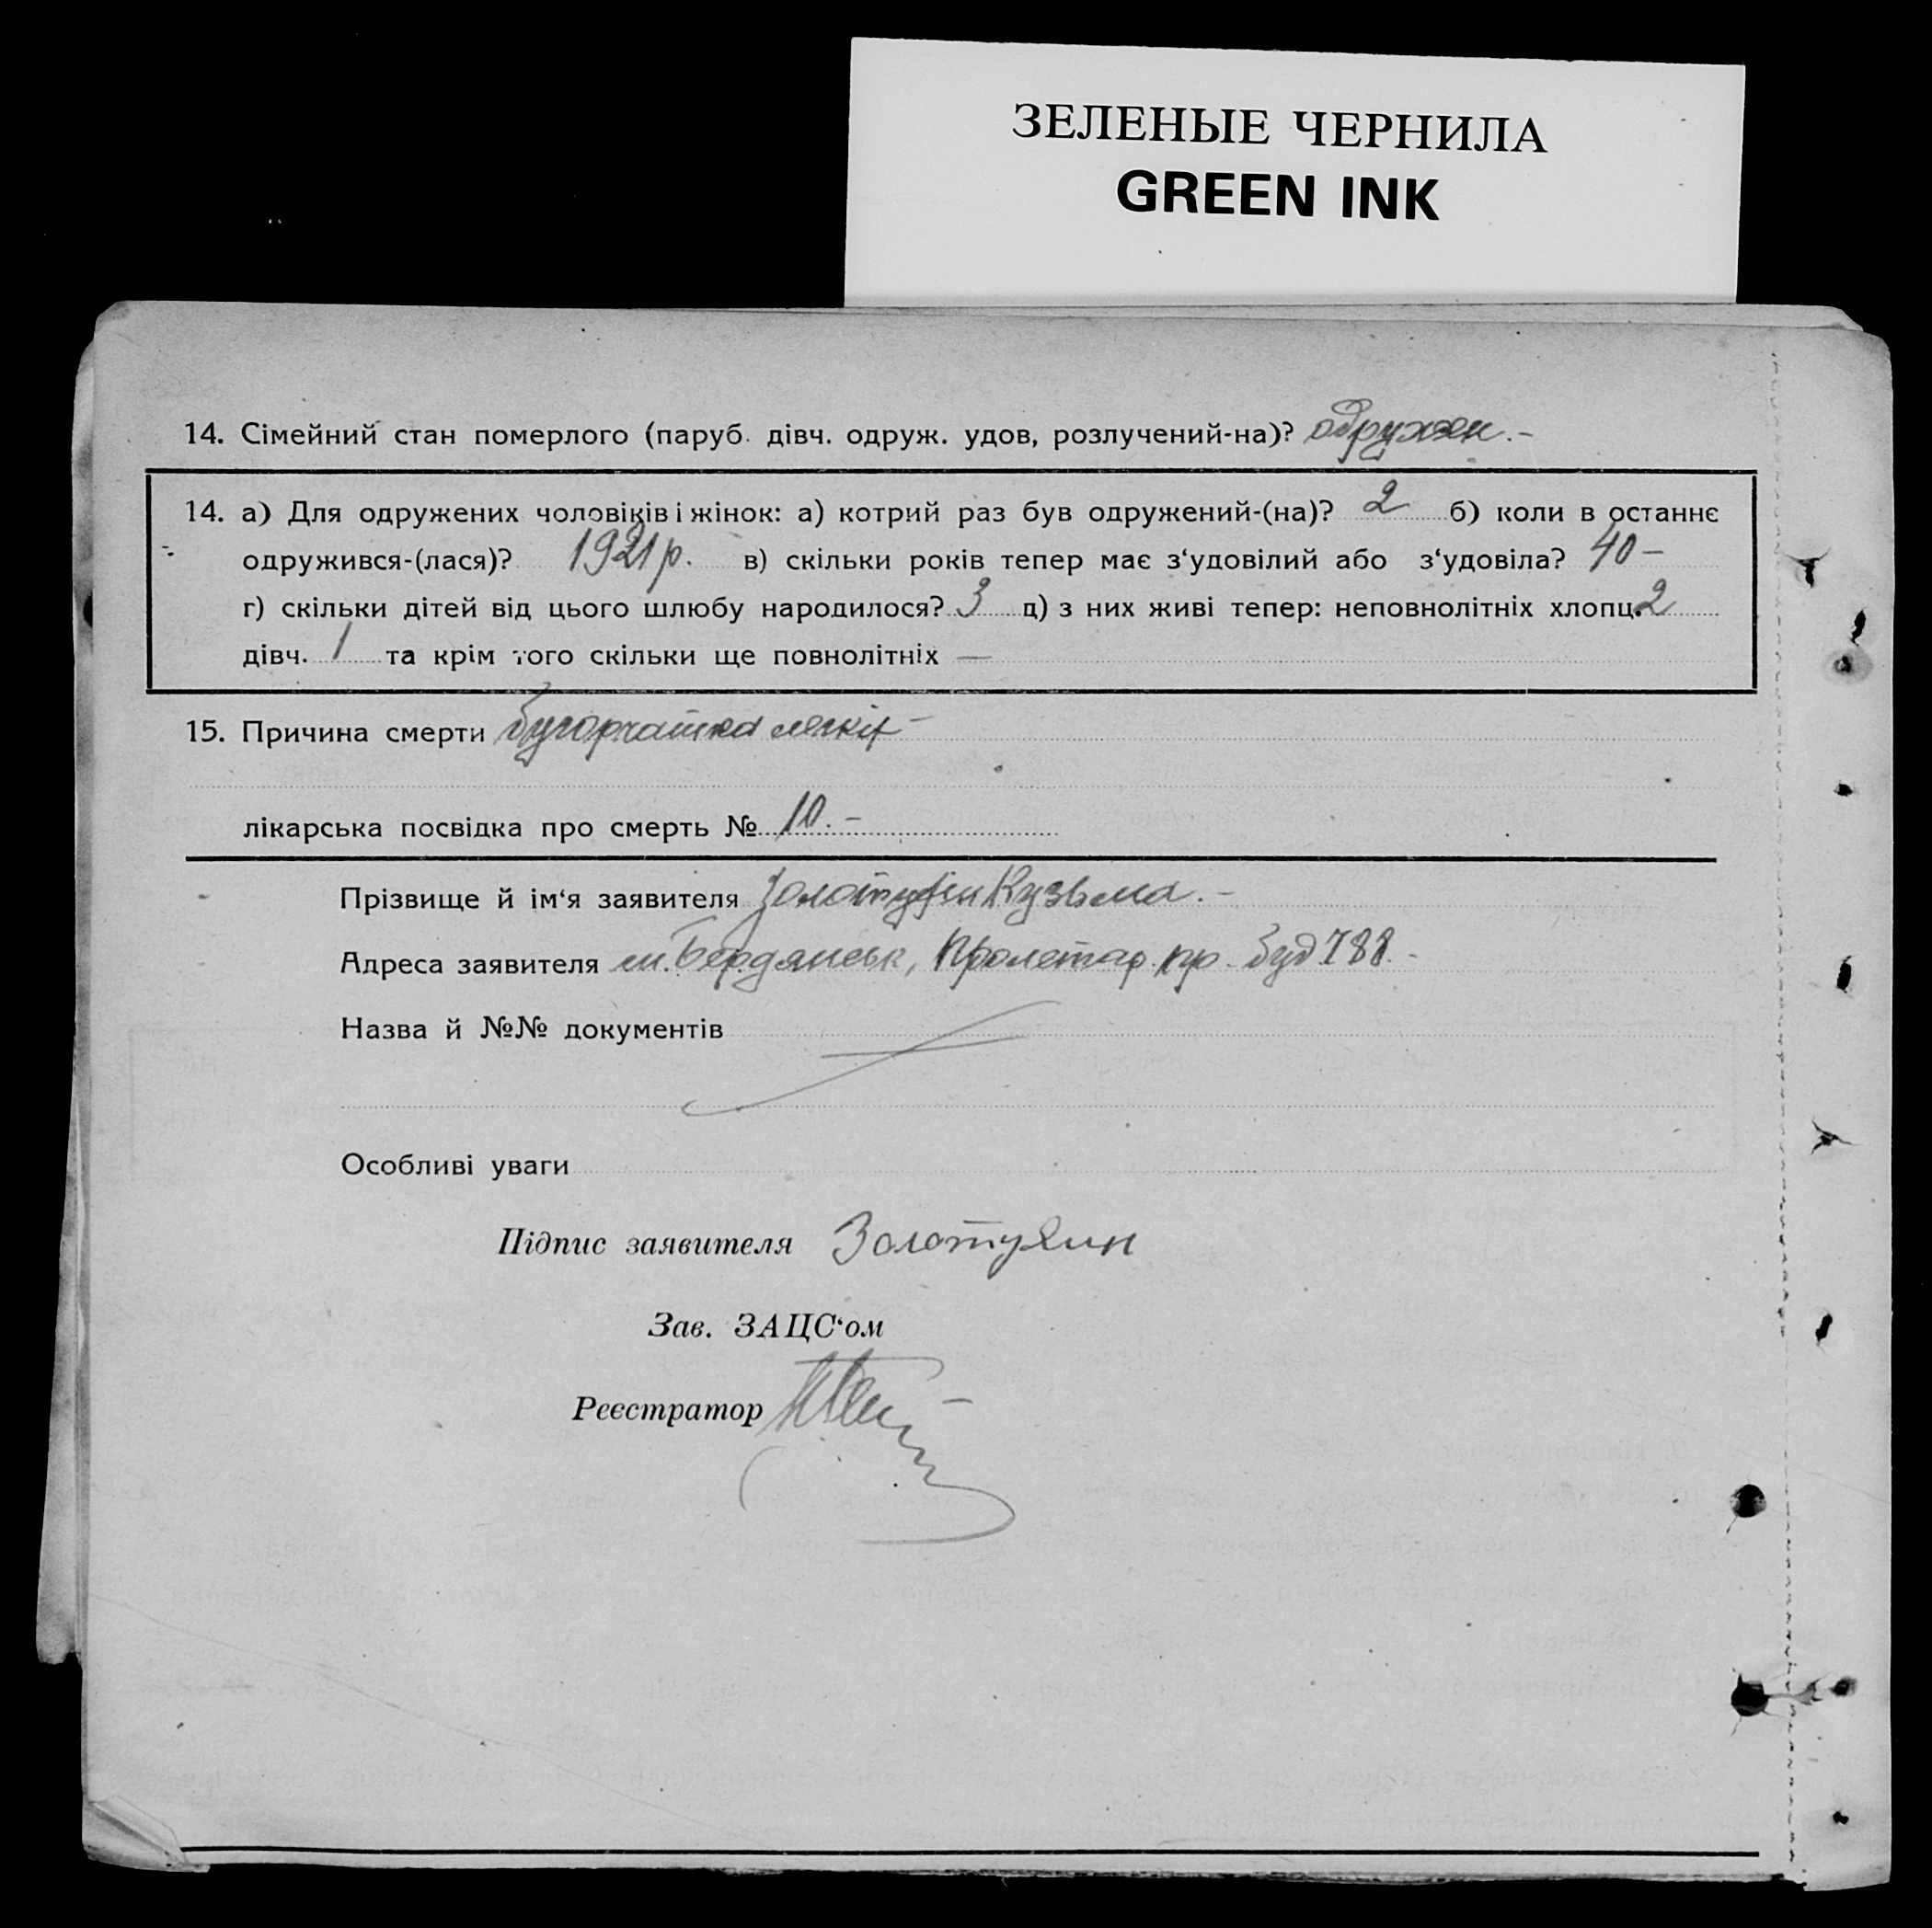 ЗЕЛЕНЫЕ ЧЕРНИЛА
GREEN INK
14. Сімейний стан померлого (паруб. дівч. одруж. удов, розлучений-на)? одружен. –
14. а) Для одружених чоловіків і жінок: а) котрий раз був одружений-(на)? 2 б) коли в останнє
одружився-(лася)? 1921 р. в) скільки років тепер має з‘удовілий або з‘удовіла? 40 –
г) скільки дітей від цього шлюбу народилося? 3 д) з них живі тепер: неповнолітніх хлопц. 2
дівч. 1 та крім того скільки ще повнолітніх —
15. Причина смерти бугорчатка легких –
лікарська посвідка про смерть № 10. –
Прізвище й ім‘я заявителя Золотухін Кузьма. –
Адреса заявителя м. Бердянськ, Пролетар. пр. буд 188. –
Назва й №№ документів
Особливі уваги
Підпис заявителя Золотухин
Зав. ЗАЦС‘ом
Реєстратор